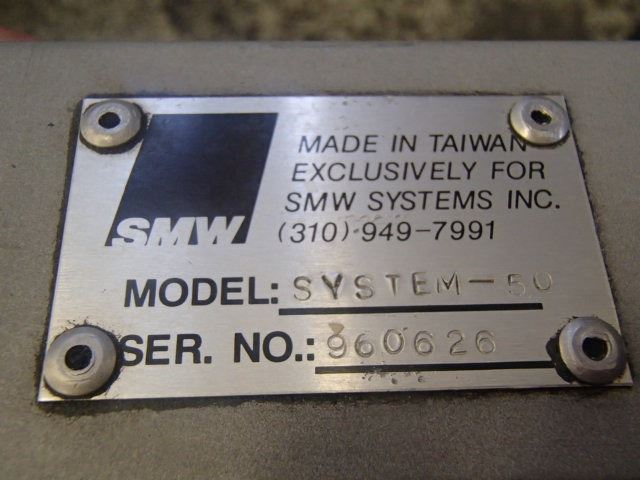 MADE IN TAIWAN
EXCLUSIVELY FOR
SMW SYSTEMS INC.
SMW
(310) 949-7991
MODEL: SYSTEM-50
SER. NO.: 960626